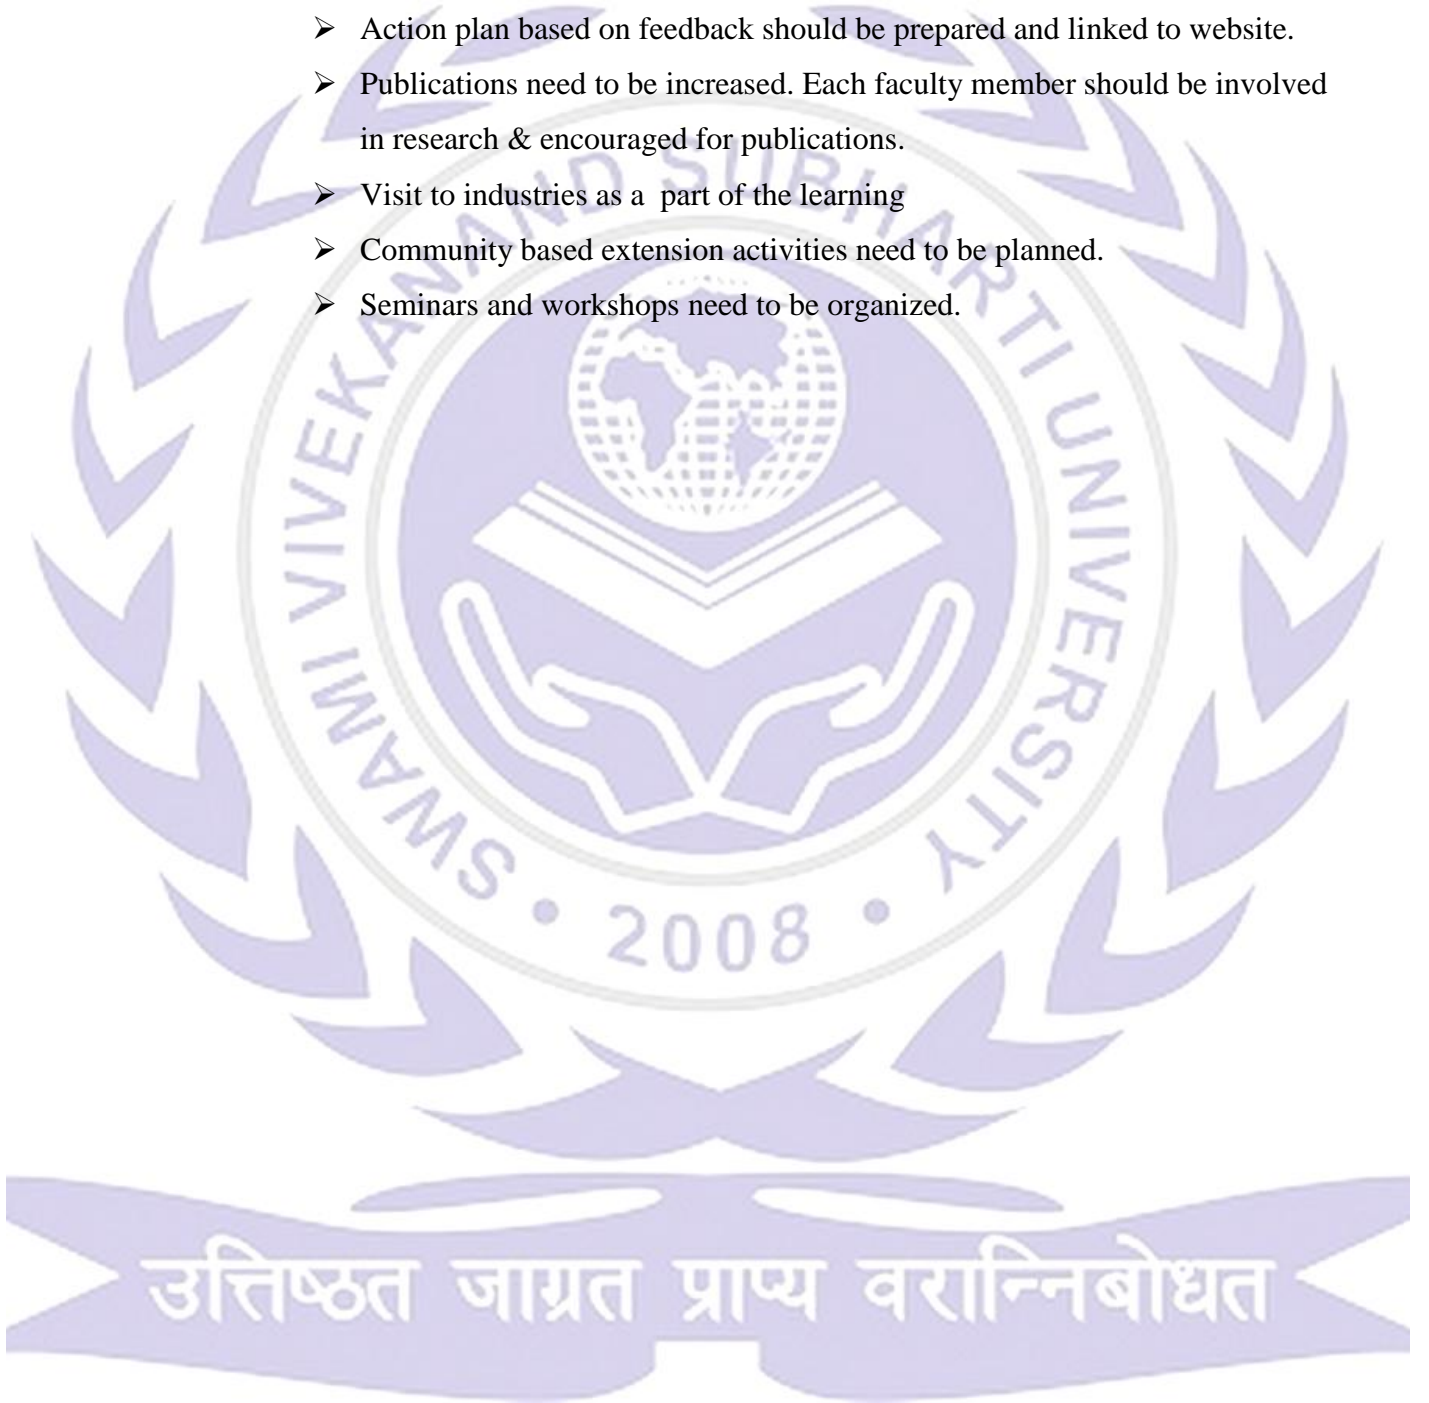 ➤ Action plan based on feedback should be prepared and linked to website.
➤ Publications need to be increased. Each faculty member should be involved
in research & encouraged for publications.
➤ Visit to industries as a  part of the learning
➤ Community based extension activities need to be planned.
➤ Seminars and workshops need to be organized.
SWAMI VIVEKANAND SUBHARTI UNIVERSITY
• 2008 •
उत्तिष्ठत जाग्रत प्राप्य वरान्निबोधत